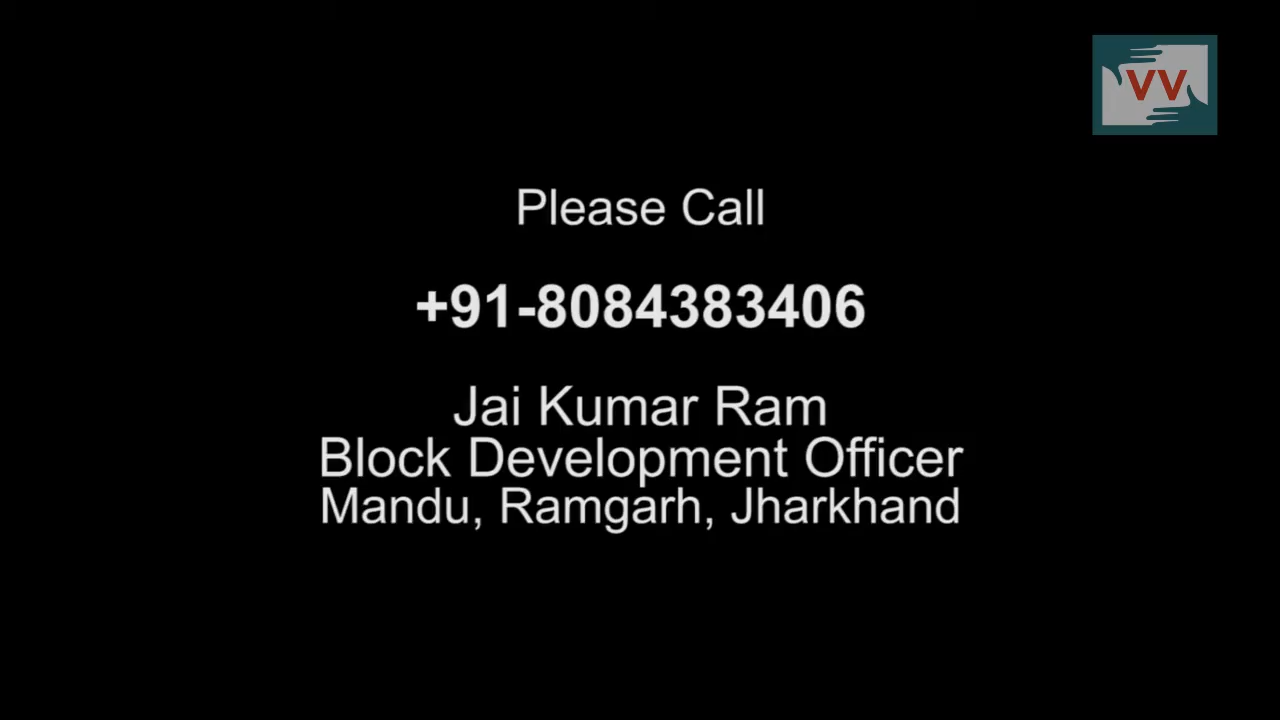 VV
Please Call
+91-8084383406
Jai Kumar Ram
Block Development Officer
Mandu, Ramgarh, Jharkhand